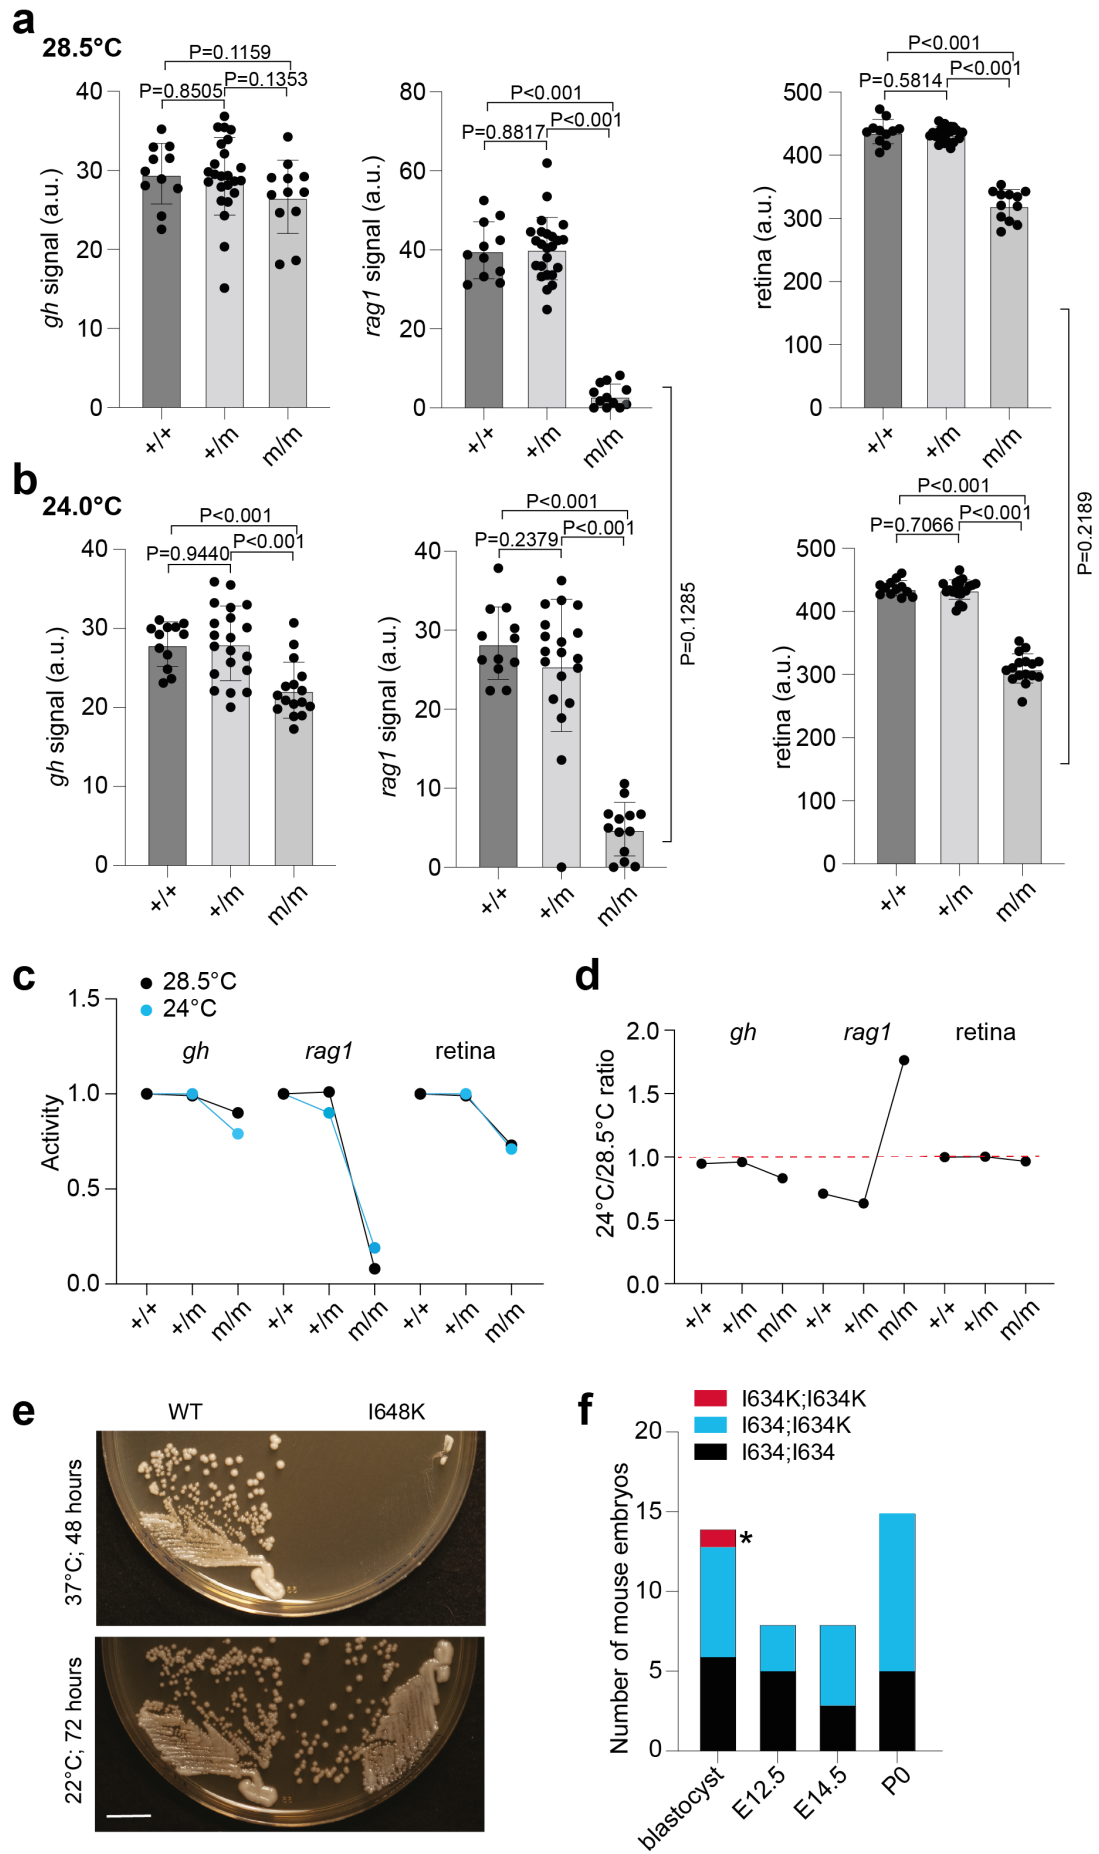 a
28.5°C
P=0.1159
P=0.8505
P=0.1353
40
30
20
10
0
gh signal (a.u.)
+/+
+/m
m/m
P<0.001
P=0.8817
P<0.001
80
60
40
20
0
rag1 signal (a.u.)
+/+
+/m
m/m
P<0.001
P=0.5814
P<0.001
500
400
300
200
100
0
retina (a.u.)
+/+
+/m
m/m
b
24.0°C
P<0.001
P=0.9440
P<0.001
40
30
20
10
0
gh signal (a.u.)
+/+
+/m
m/m
P<0.001
P=0.2379
P<0.001
40
30
20
10
0
rag1 signal (a.u.)
+/+
+/m
m/m
P=0.1285
P<0.001
P=0.7066
P<0.001
500
400
300
200
100
0
retina (a.u.)
+/+
+/m
m/m
P=0.2189
c
28.5°C
24°C
1.5
1.0
0.5
0.0
Activity
gh
rag1
retina
+/+
+/m
m/m
+/+
+/m
m/m
+/+
+/m
m/m
d
2.0
1.5
1.0
0.5
0.0
24°C/28.5°C ratio
gh
rag1
retina
+/+
+/m
m/m
+/+
+/m
m/m
+/+
+/m
m/m
e
WT
I648K
37°C; 48 hours
22°C; 72 hours
f
I634K;I634K
I634;I634K
I634;I634
20
15
10
5
0
Number of mouse embryos
*
blastocyst
E12.5
E14.5
P0